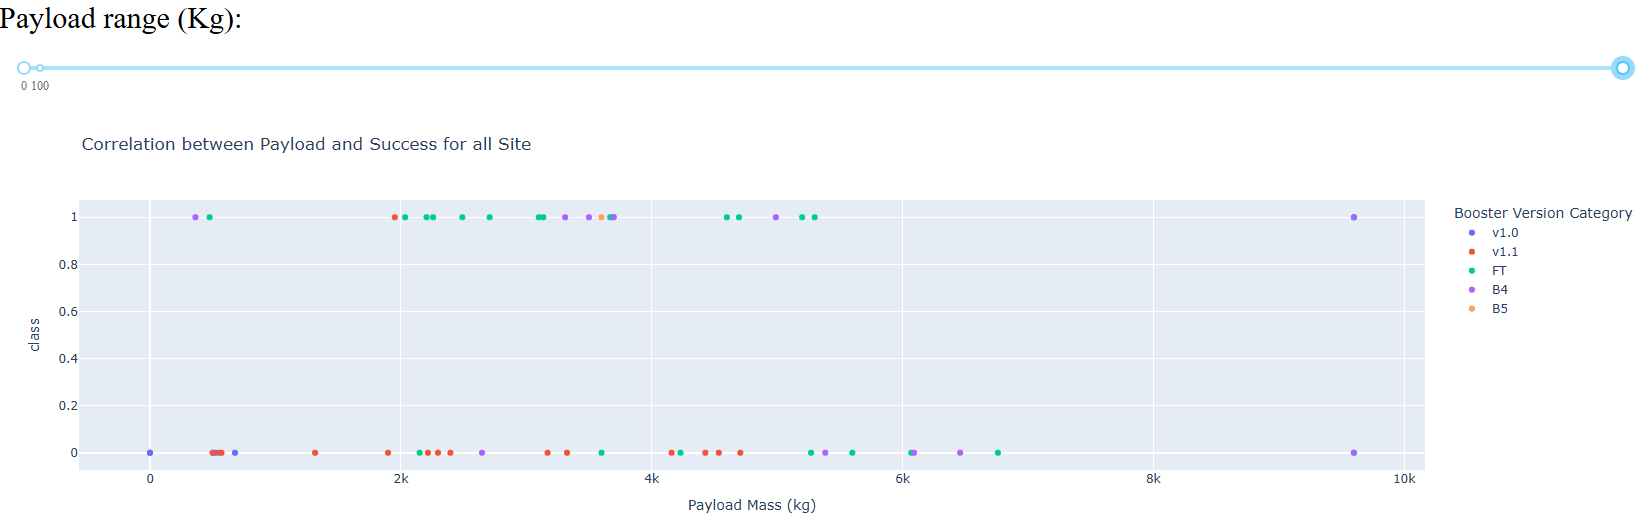 Payload range (Kg):
0 100
Correlation between Payload and Success for all Site
1
0.8
0.6
0.4
0.2
0
class
0 2k 4k 6k 8k 10k
Payload Mass (kg)
Booster Version Category
v1.0
v1.1
FT
B4
B5